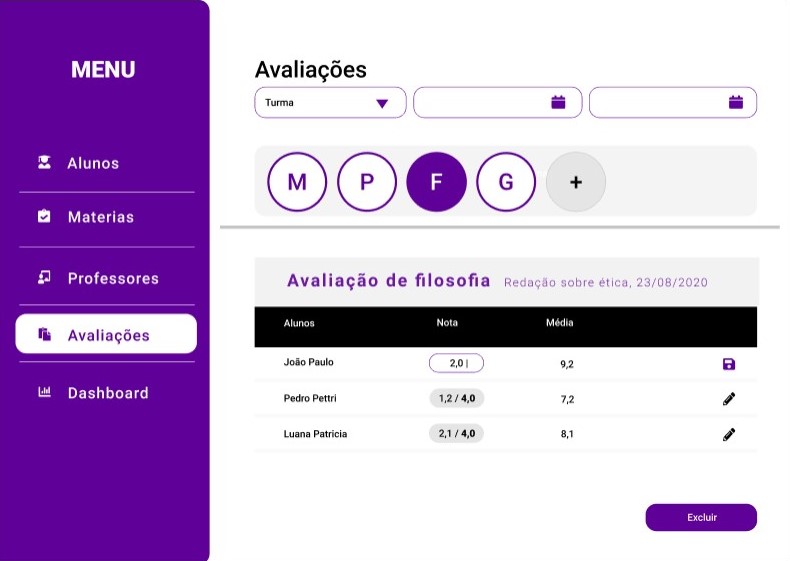 MENU
Alunos
Materias
Professores
Avaliações
Dashboard
Avaliações
Turma
M P F G +
Avaliação de filosofia Redação sobre ética, 23/08/2020
Alunos Nota Média
João Paulo 2,0 | 9,2
Pedro Pettri 1,2 / 4,0 7,2
Luana Patricia 2,1 / 4,0 8,1
Excluir